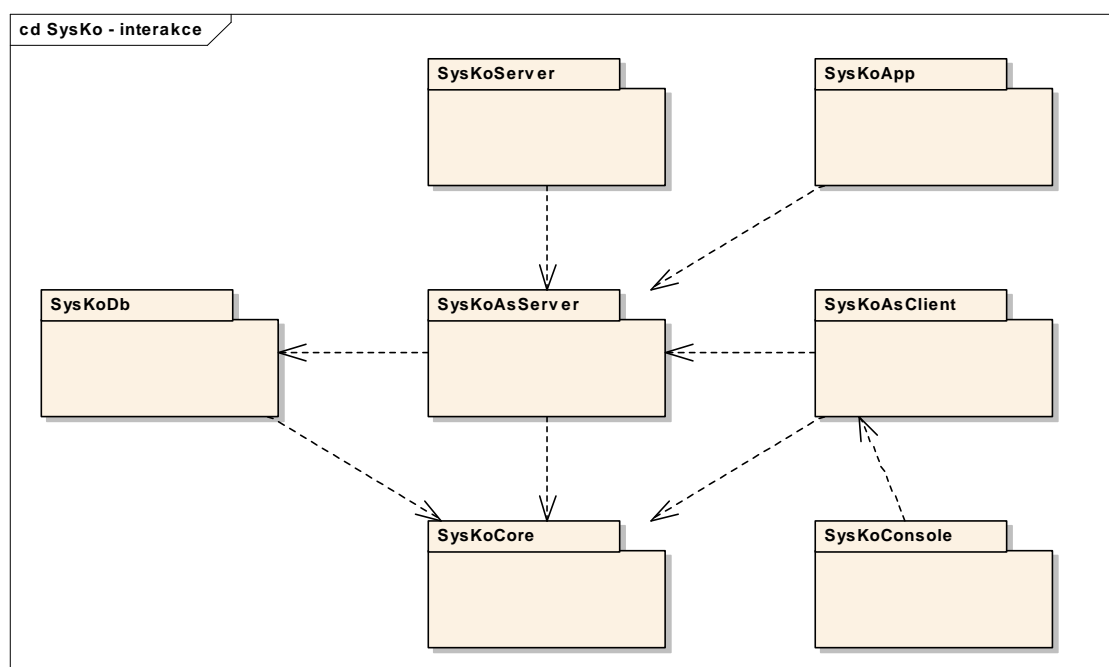 cd SysKo - interakce
SysKoServer
SysKoApp
SysKoDb
SysKoAsServer
SysKoAsClient
SysKoCore
SysKoConsole